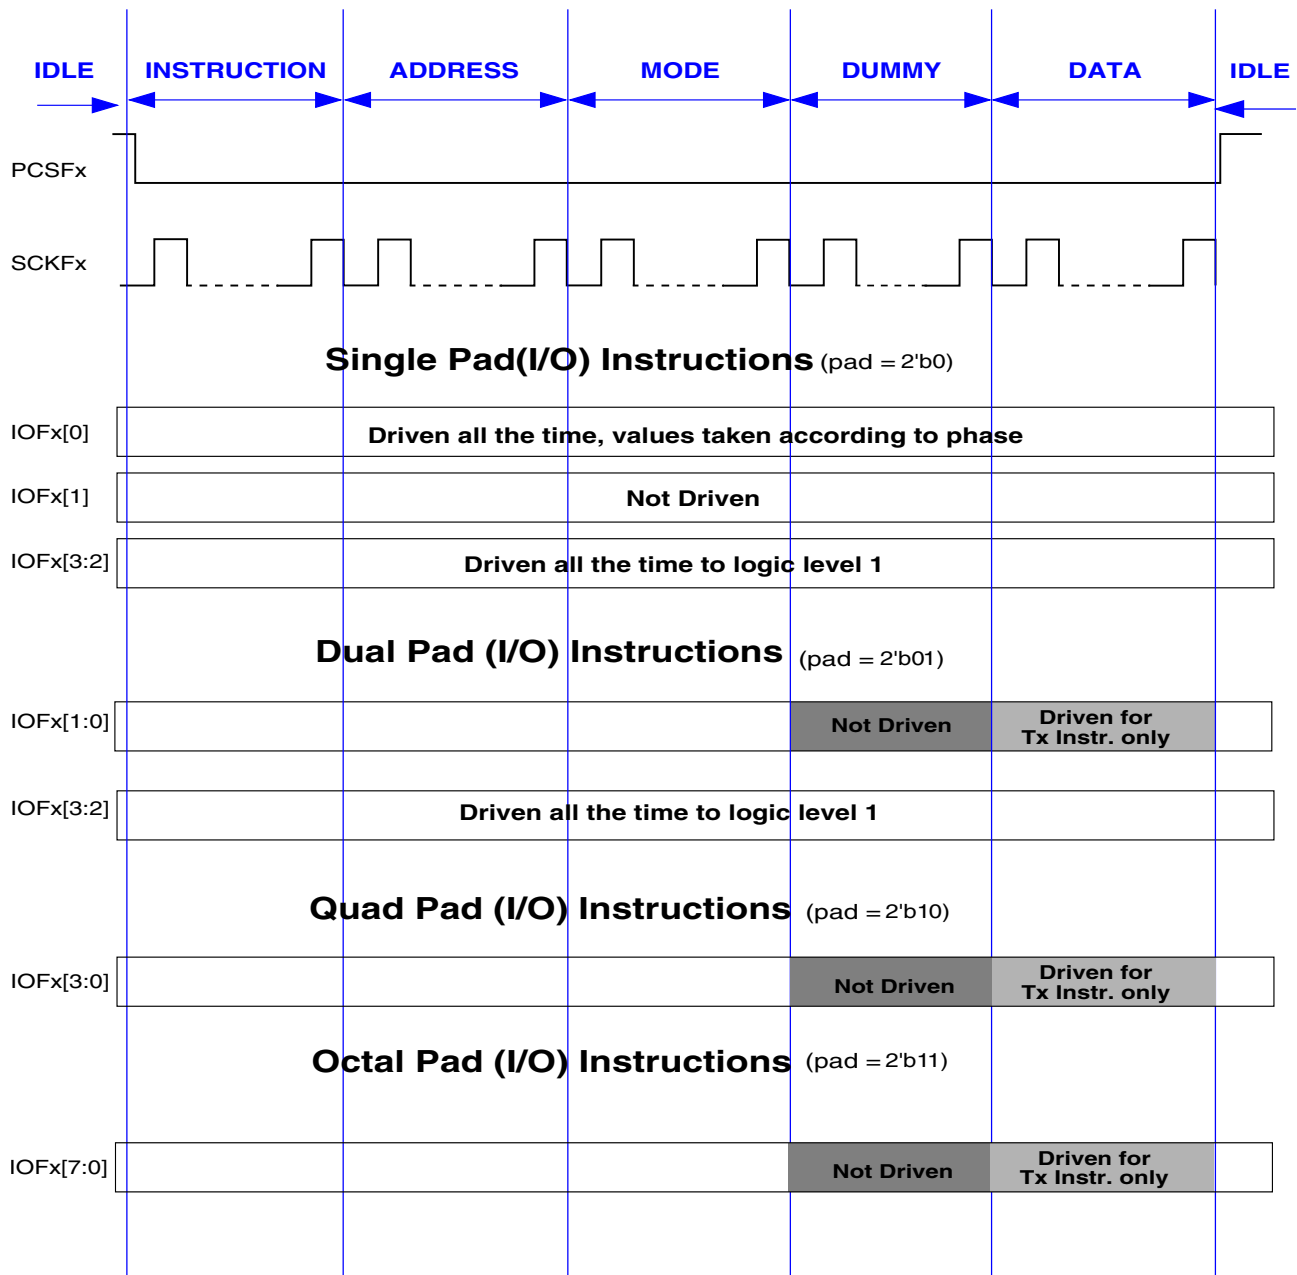 IDLE INSTRUCTION ADDRESS MODE DUMMY DATA IDLE
PCSFx
SCKFx
Single Pad(I/O) Instructions (pad = 2'b0)
IOFx[0] Driven all the time, values taken according to phase
IOFx[1] Not Driven
IOFx[3:2] Driven all the time to logic level 1
Dual Pad (I/O) Instructions (pad = 2'b01)
IOFx[1:0] Not Driven Driven for
Tx Instr. only
IOFx[3:2] Driven all the time to logic level 1
Quad Pad (I/O) Instructions (pad = 2'b10)
IOFx[3:0] Not Driven Driven for
Tx Instr. only
Octal Pad (I/O) Instructions (pad = 2'b11)
IOFx[7:0] Not Driven Driven for
Tx Instr. only